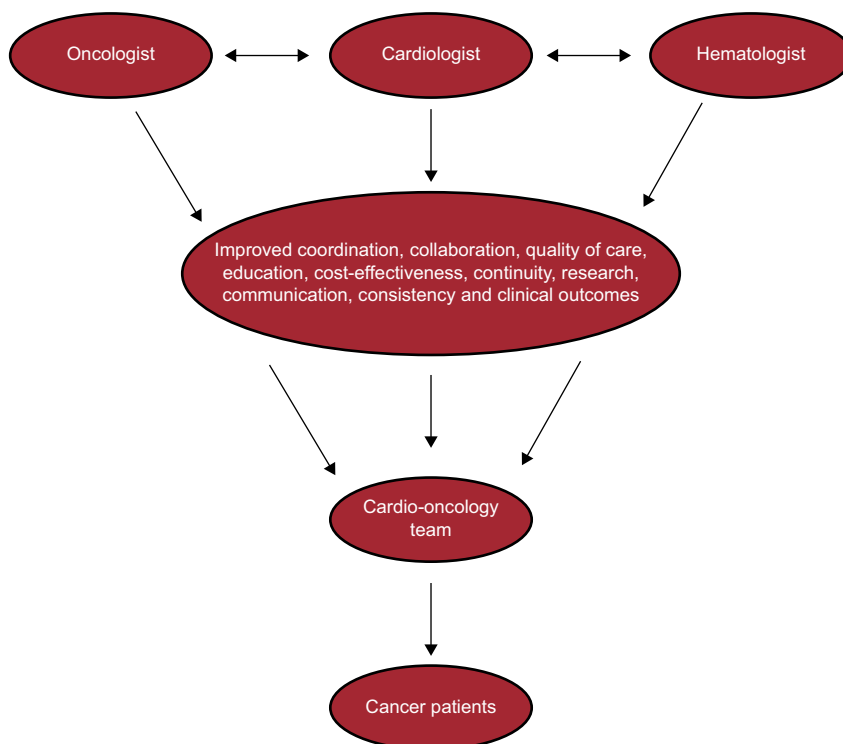 Oncologist
Cardiologist
Hematologist
Improved coordination, collaboration, quality of care,
education, cost-effectiveness, continuity, research,
communication, consistency and clinical outcomes
Cardio-oncology
team
Cancer patients